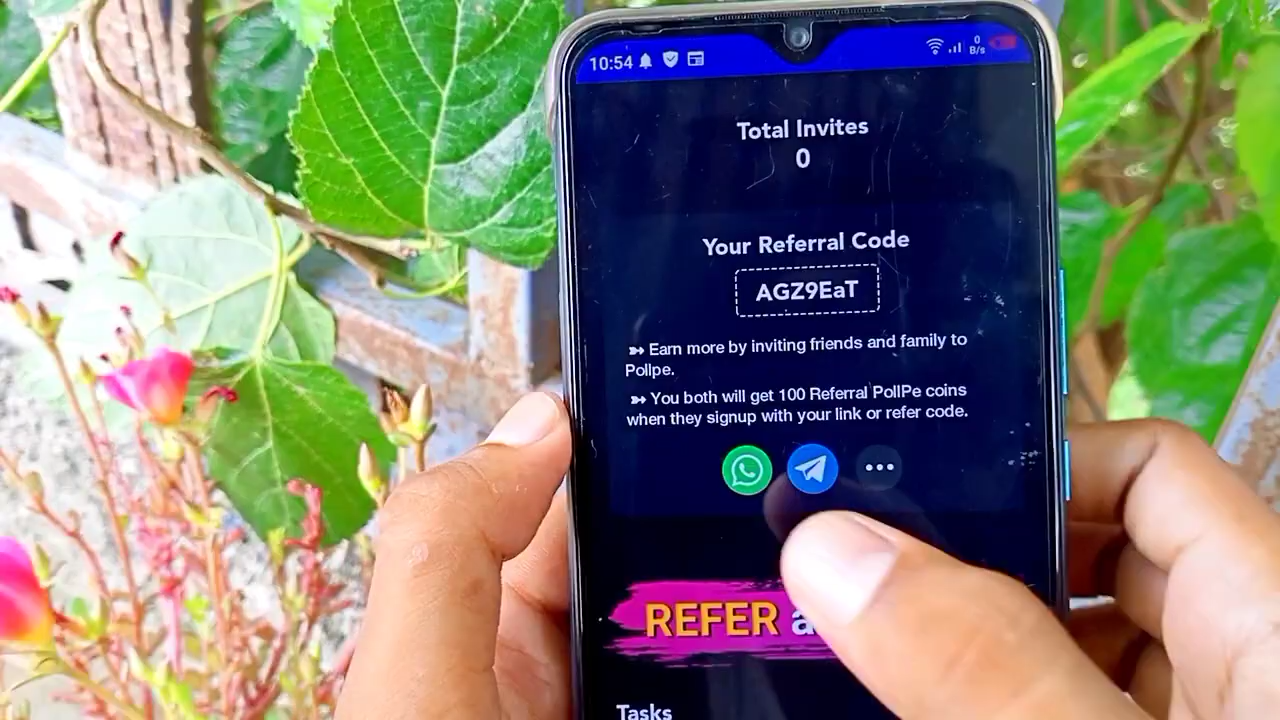 10:54
0
B/s
Total Invites
0
Your Referral Code
AGZ9EaT
➽ Earn more by inviting friends and family to
Pollpe.
➽ You both will get 100 Referral PollPe coins
when they signup with your link or refer code.
REFER a
Tasks